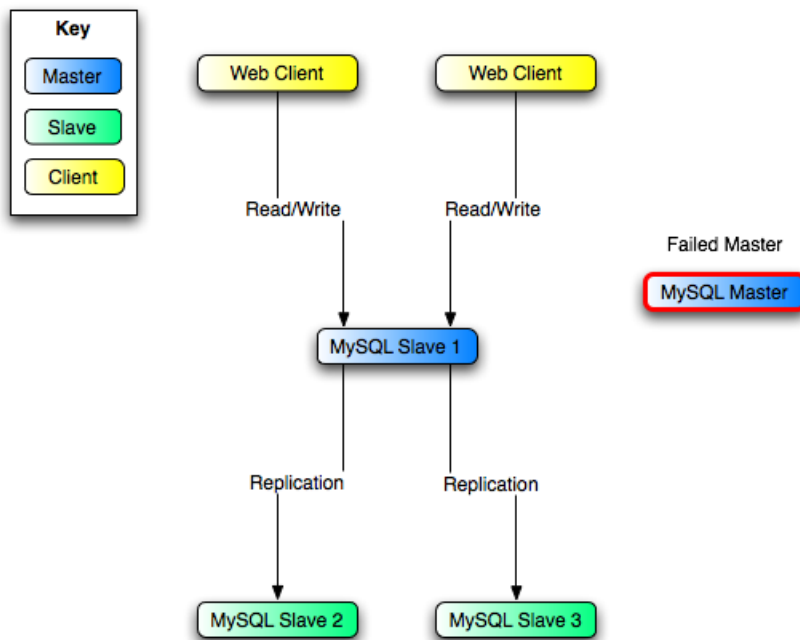 Key
Master
Slave
Client
Web Client
Web Client
Read/Write
Read/Write
Failed Master
MySQL Master
MySQL Slave 1
Replication
Replication
MySQL Slave 2
MySQL Slave 3